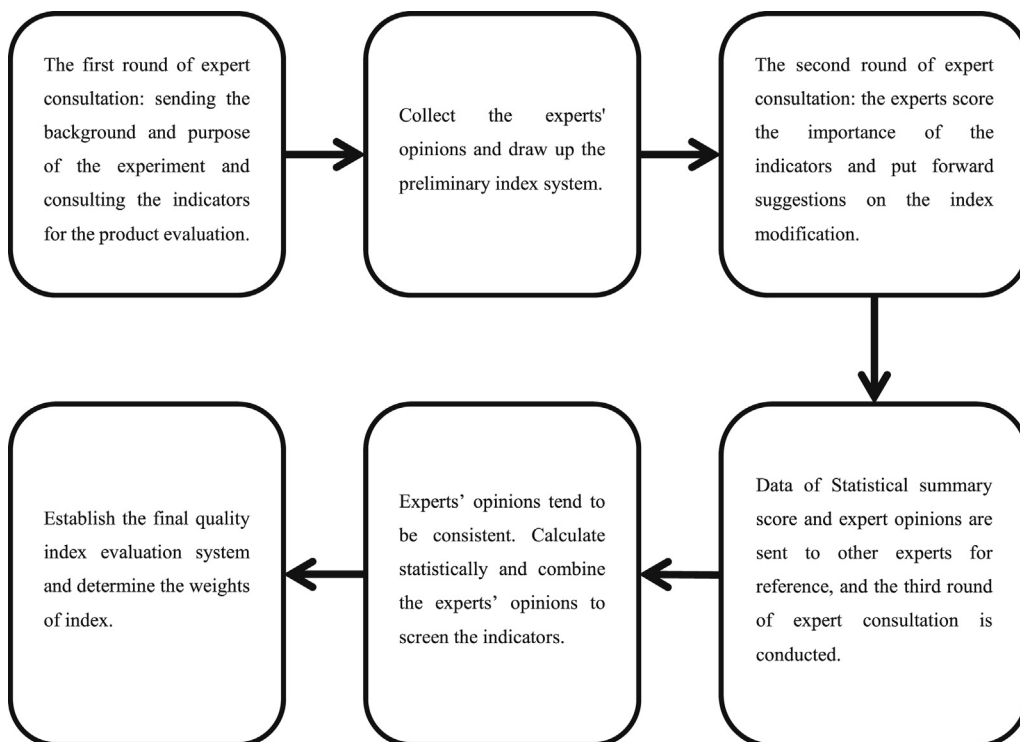 The first round of expert
consultation: sending the
background and purpose
of the experiment and
consulting the indicators
for the product evaluation.
Collect the experts'
opinions and draw up the
preliminary index system.
The second round of expert
consultation: the experts score
the importance of the
indicators and put forward
suggestions on the index
modification.
Data of Statistical summary
score and expert opinions are
sent to other experts for
reference, and the third round
of expert consultation is
conducted.
Experts’ opinions tend to
be consistent. Calculate
statistically and combine
the experts’ opinions to
screen the indicators.
Establish the final quality
index evaluation system
and determine the weights
of index.